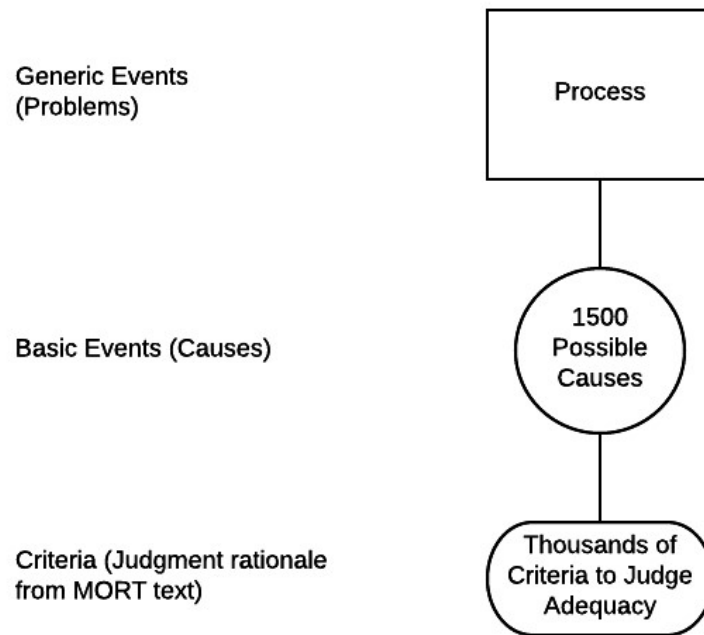 Generic Events
(Problems)
Process
Basic Events (Causes)
1500
Possible
Causes
Criteria (Judgment rationale
from MORT text)
Thousands of
Criteria to Judge
Adequacy